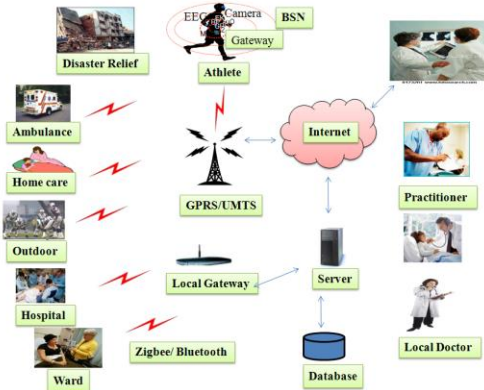 EEG
Camera
BSN
Gateway
Disaster Relief
Athlete
Ambulance
Internet
Home care
Practitioner
GPRS/UMTS
Outdoor
Local Gateway
Server
Hospital
Zigbee/ Bluetooth
Local Doctor
Ward
Database